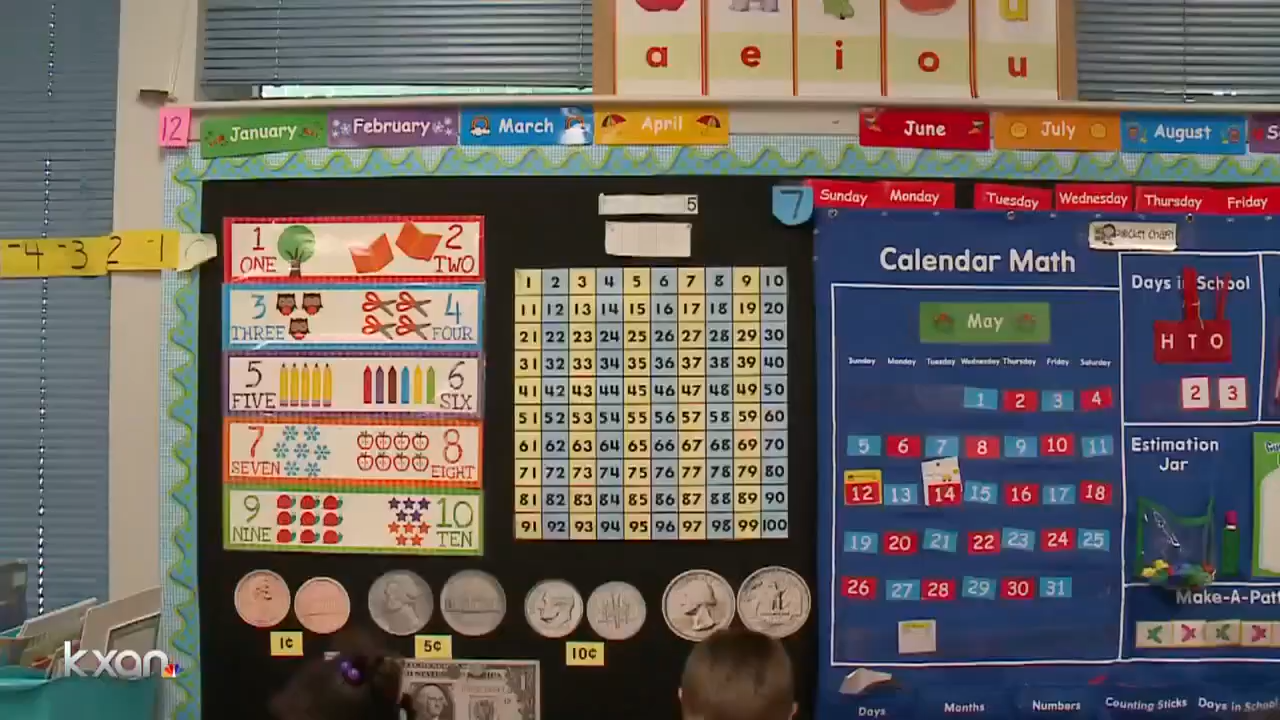 a e i o u
12 January February March April June July August S
Sunday Monday Tuesday Wednesday Thursday Friday
5
7
-4 -3 2 -1
1 ONE 2 TWO
3 THREE 4 FOUR
5 FIVE 6 SIX
7 SEVEN 8 EIGHT
9 NINE 10 TEN
1 2 3 4 5 6 7 8 9 10
11 12 13 14 15 16 17 18 19 20
21 22 23 24 25 26 27 28 29 30
31 32 33 34 35 36 37 38 39 40
41 42 43 44 45 46 47 48 49 50
51 52 53 54 55 56 57 58 59 60
61 62 63 64 65 66 67 68 69 70
71 72 73 74 75 76 77 78 79 80
81 82 83 84 85 86 87 88 89 90
91 92 93 94 95 96 97 98 99 100
1¢ 5¢ 10¢
Pocket Chart
Calendar Math
May
Sunday Monday Tuesday Wednesday Thursday Friday Saturday
1 2 3 4
5 6 7 8 9 10 11
12 13 14 15 16 17 18
19 20 21 22 23 24 25
26 27 28 29 30 31
Days in School
H T O
2 3
Estimation
Jar
Make-A-Patt
Days Months Numbers Counting Sticks Days in School
kxan